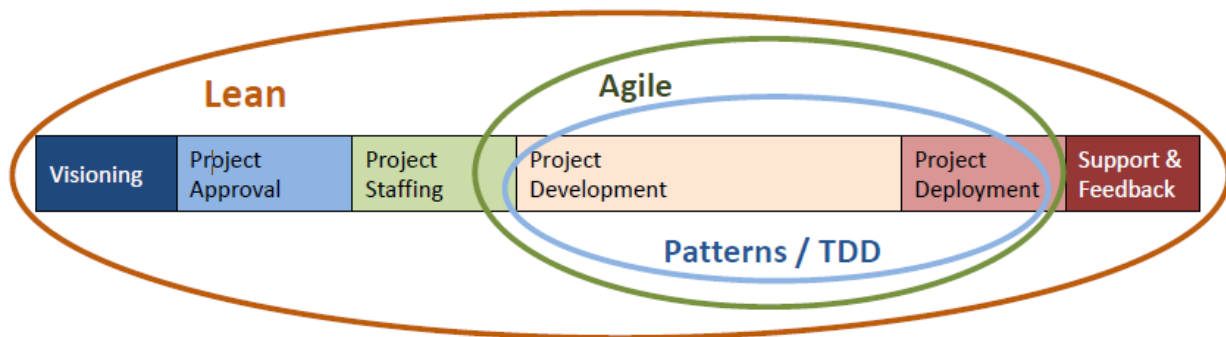 Lean
Agile
Visioning
Project
Approval
Project
Staffing
Project
Development
Project
Deployment
Support &
Feedback
Patterns / TDD